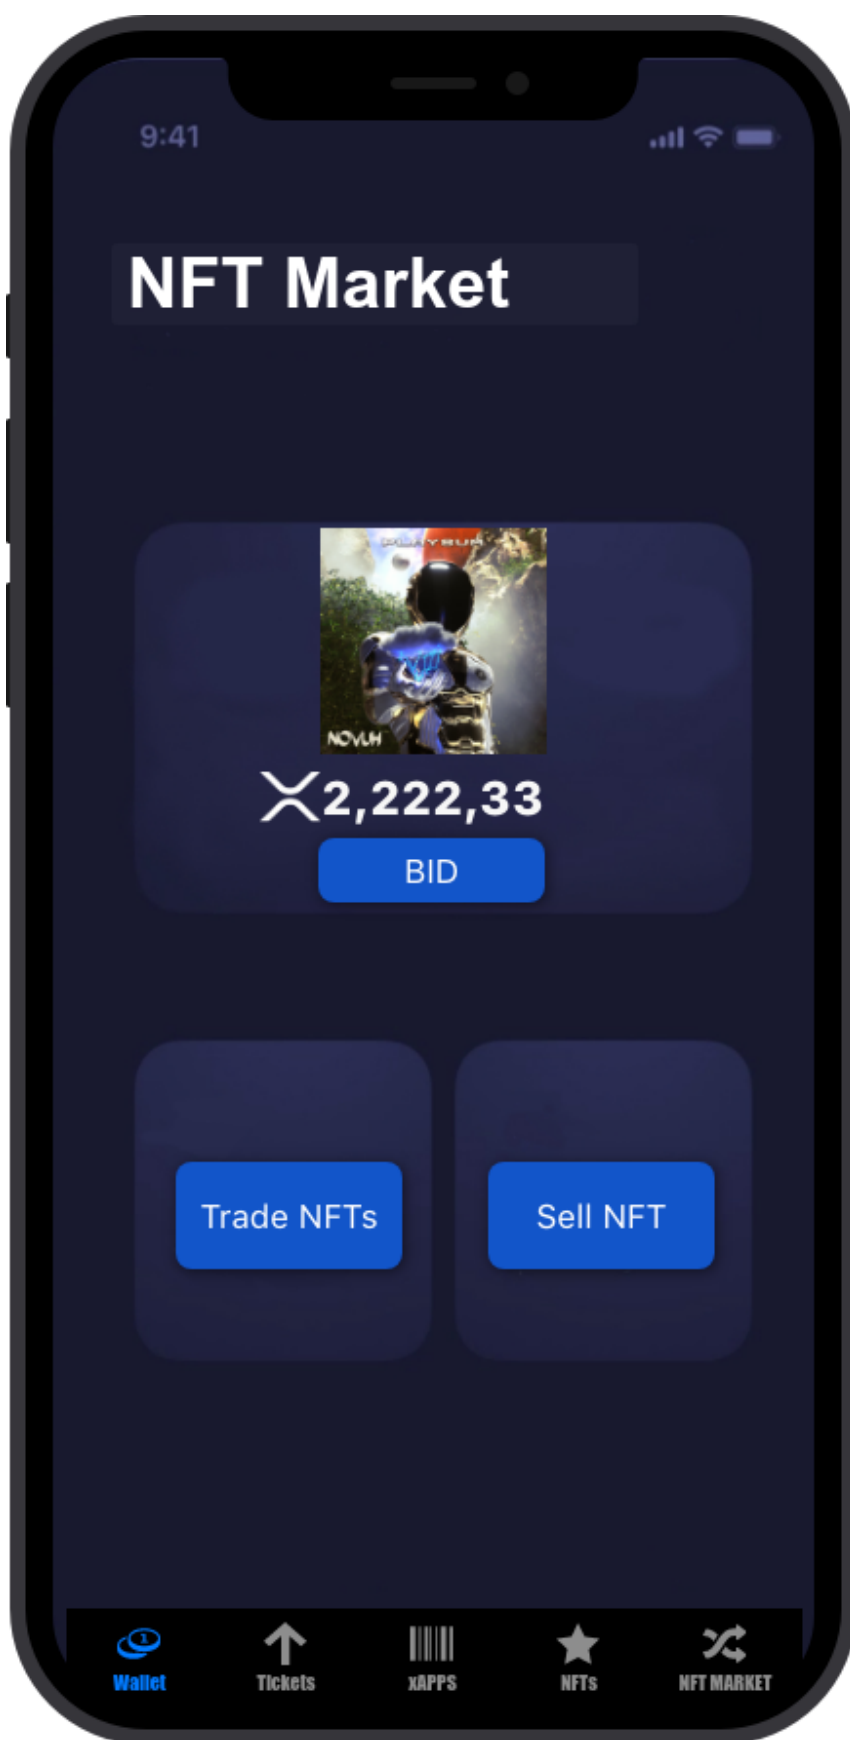 9:41
NFT Market
PLAYSUM
NOVUH
2,222,33
BID
Trade NFTs
Sell NFT
Wallet
Tickets
xAPPS
NFTs
NFT MARKET